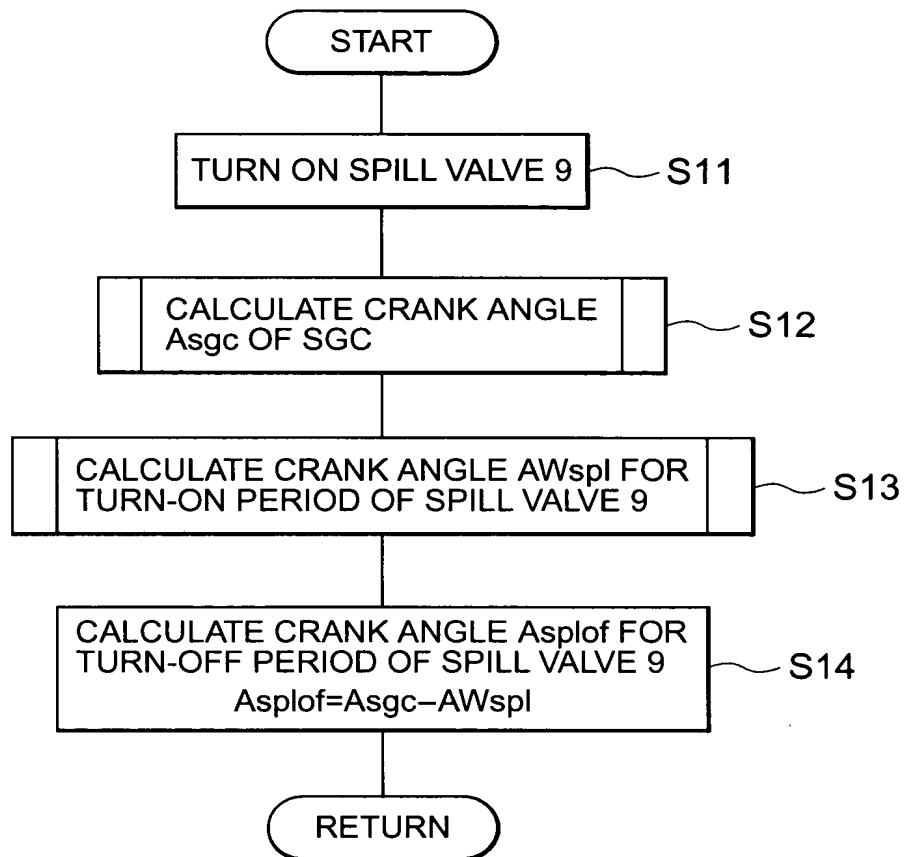 START
TURN ON SPILL VALVE 9
S11
CALCULATE CRANK ANGLE
Asgc OF SGC
S12
CALCULATE CRANK ANGLE AWspl FOR
TURN-ON PERIOD OF SPILL VALVE 9
S13
CALCULATE CRANK ANGLE Asplof FOR
TURN-OFF PERIOD OF SPILL VALVE 9
Asplof=Asgc–AWspl
S14
RETURN